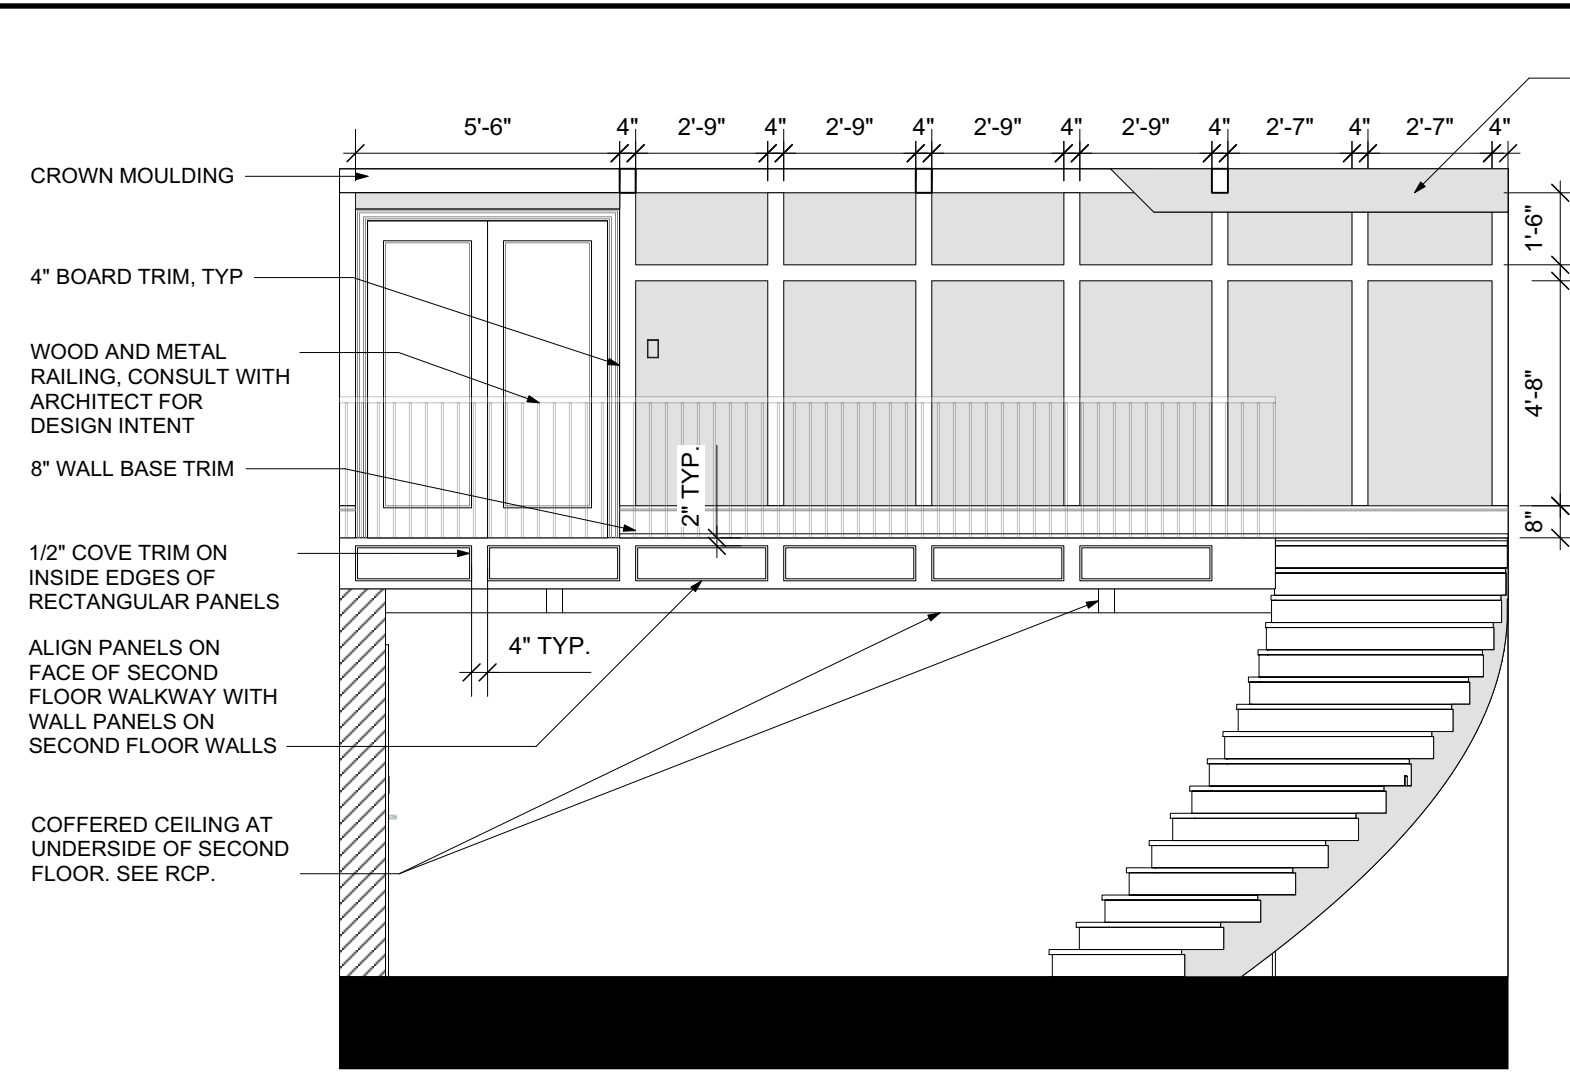 5'-6" 4" 2'-9" 4" 2'-9" 4" 2'-9" 4" 2'-9" 4" 2'-7" 4" 2'-7" 4"
CROWN MOULDING
1'-6"
4" BOARD TRIM, TYP
WOOD AND METAL
RAILING, CONSULT WITH
ARCHITECT FOR
DESIGN INTENT
4'-8"
8" WALL BASE TRIM
2" TYP.
8"
1/2" COVE TRIM ON
INSIDE EDGES OF
RECTANGULAR PANELS
4" TYP.
ALIGN PANELS ON
FACE OF SECOND
FLOOR WALKWAY WITH
WALL PANELS ON
SECOND FLOOR WALLS
COFFERED CEILING AT
UNDERSIDE OF SECOND
FLOOR. SEE RCP.